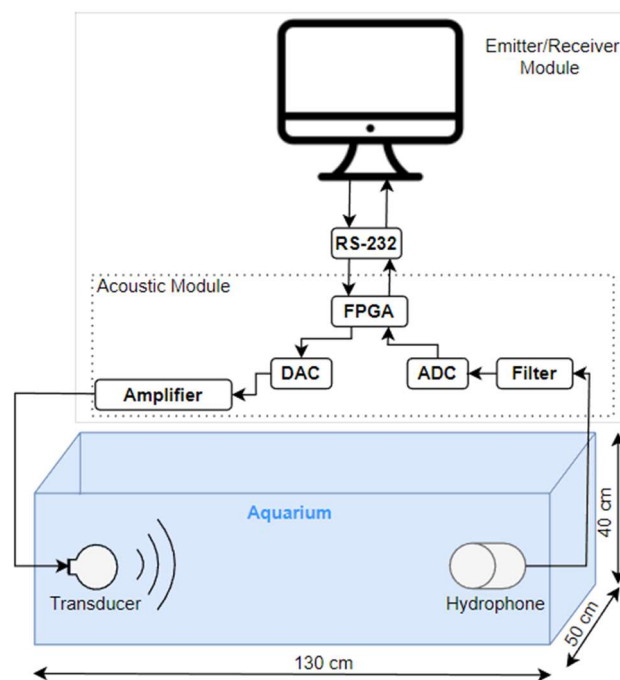 Emitter/Receiver
Module
RS-232
Acoustic Module
FPGA
DAC
ADC
Filter
Amplifier
Aquarium
40 cm
Transducer
Hydrophone
50 cm
130 cm